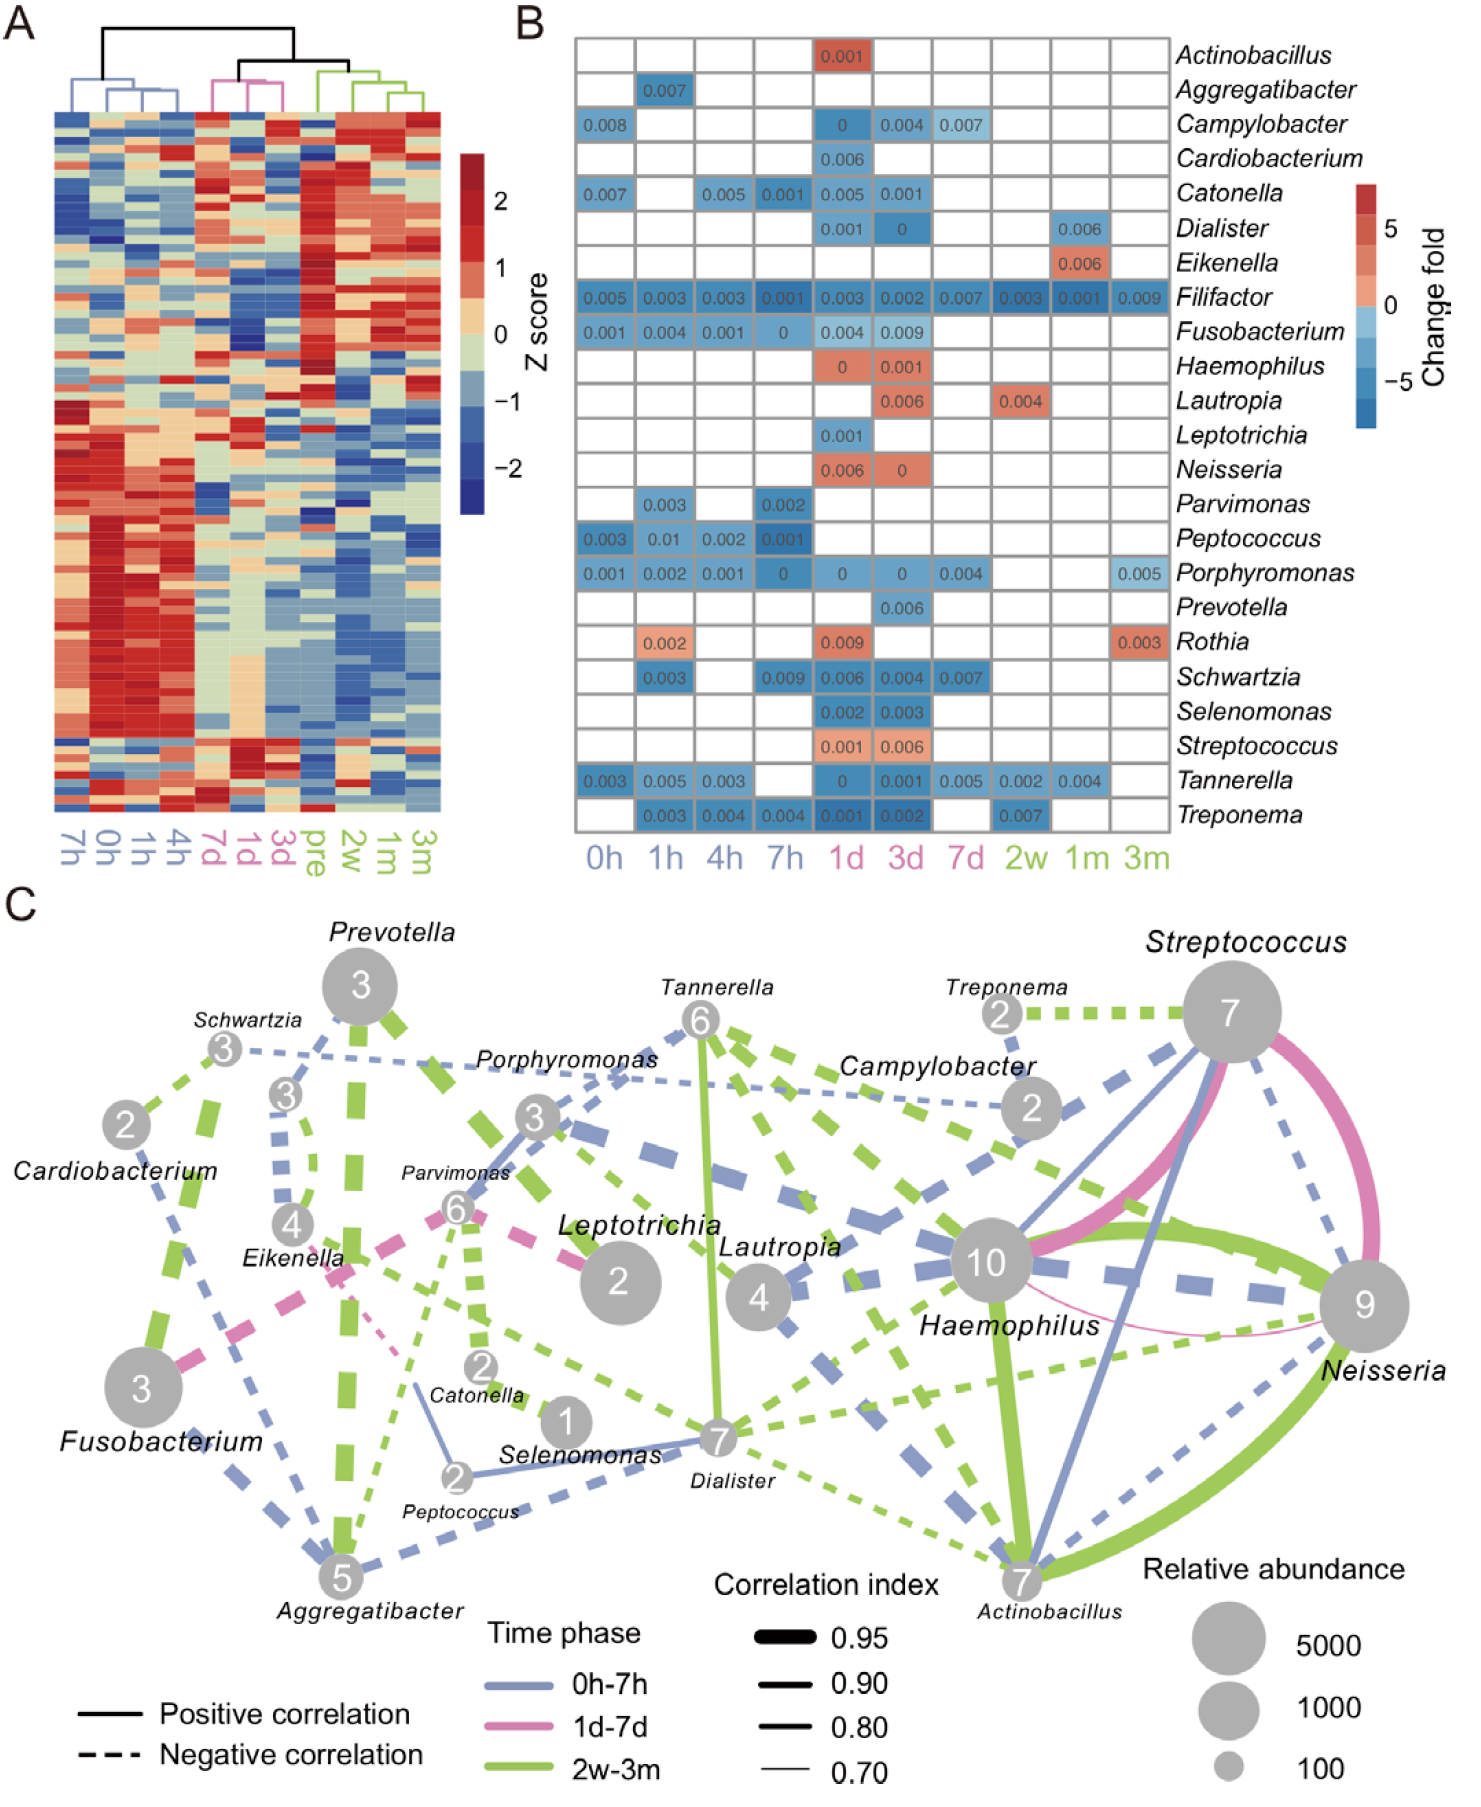 A
2
1
0
−1
−2
Z score
7h 0h 1h 4h 7d 1d 3d pre 2w 1m 3m
B
0.001 Actinobacillus
0.007 Aggregatibacter
0.008 0 0.004 0.007 Campylobacter
0.006 Cardiobacterium
0.007 0.005 0.001 0.005 0.001 Catonella
0.001 0 0.006 Dialister
0.006 Eikenella
0.005 0.003 0.003 0.001 0.003 0.002 0.007 0.003 0.001 0.009 Filifactor
0.001 0.004 0.001 0 0.004 0.009 Fusobacterium
0 0.001 Haemophilus
0.006 0.004 Lautropia
0.001 Leptotrichia
0.006 0 Neisseria
0.003 0.002 Parvimonas
0.003 0.01 0.002 0.001 Peptococcus
0.001 0.002 0.001 0 0 0 0.004 0.005 Porphyromonas
0.006 Prevotella
0.002 0.009 0.003 Rothia
0.003 0.009 0.006 0.004 0.007 Schwartzia
0.002 0.003 Selenomonas
0.001 0.006 Streptococcus
0.003 0.005 0.003 0 0.001 0.005 0.002 0.004 Tannerella
0.003 0.004 0.004 0.001 0.002 0.007 Treponema
0h 1h 4h 7h 1d 3d 7d 2w 1m 3m
5
0
−5
Change fold
C
Prevotella
3
Streptococcus
7
Tannerella
6
Treponema
2
Schwartzia
3
Porphyromonas
3
Campylobacter
2
3
2
Cardiobacterium
Parvimonas
6
4
Eikenella
Leptotrichia
2
Lautropia
4
10
Haemophilus
9
Neisseria
3
Fusobacterium
2
Catonella
1
Selenomonas
7
Dialister
2
Peptococcus
5
Aggregatibacter
7
Actinobacillus
Positive correlation
Negative correlation
Time phase
0h-7h
1d-7d
2w-3m
Correlation index
0.95
0.90
0.80
0.70
Relative abundance
5000
1000
100